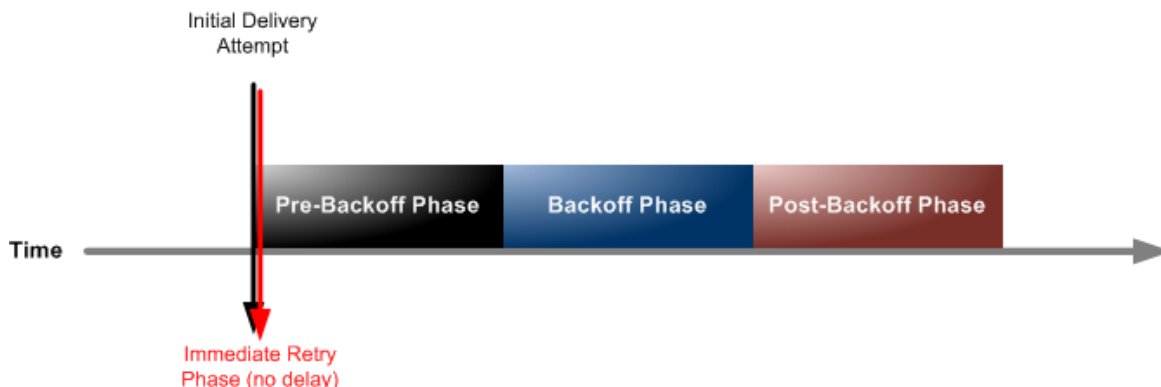 Initial Delivery
Attempt
Pre-Backoff Phase
Backoff Phase
Post-Backoff Phase
Time
Immediate Retry
Phase (no delay)